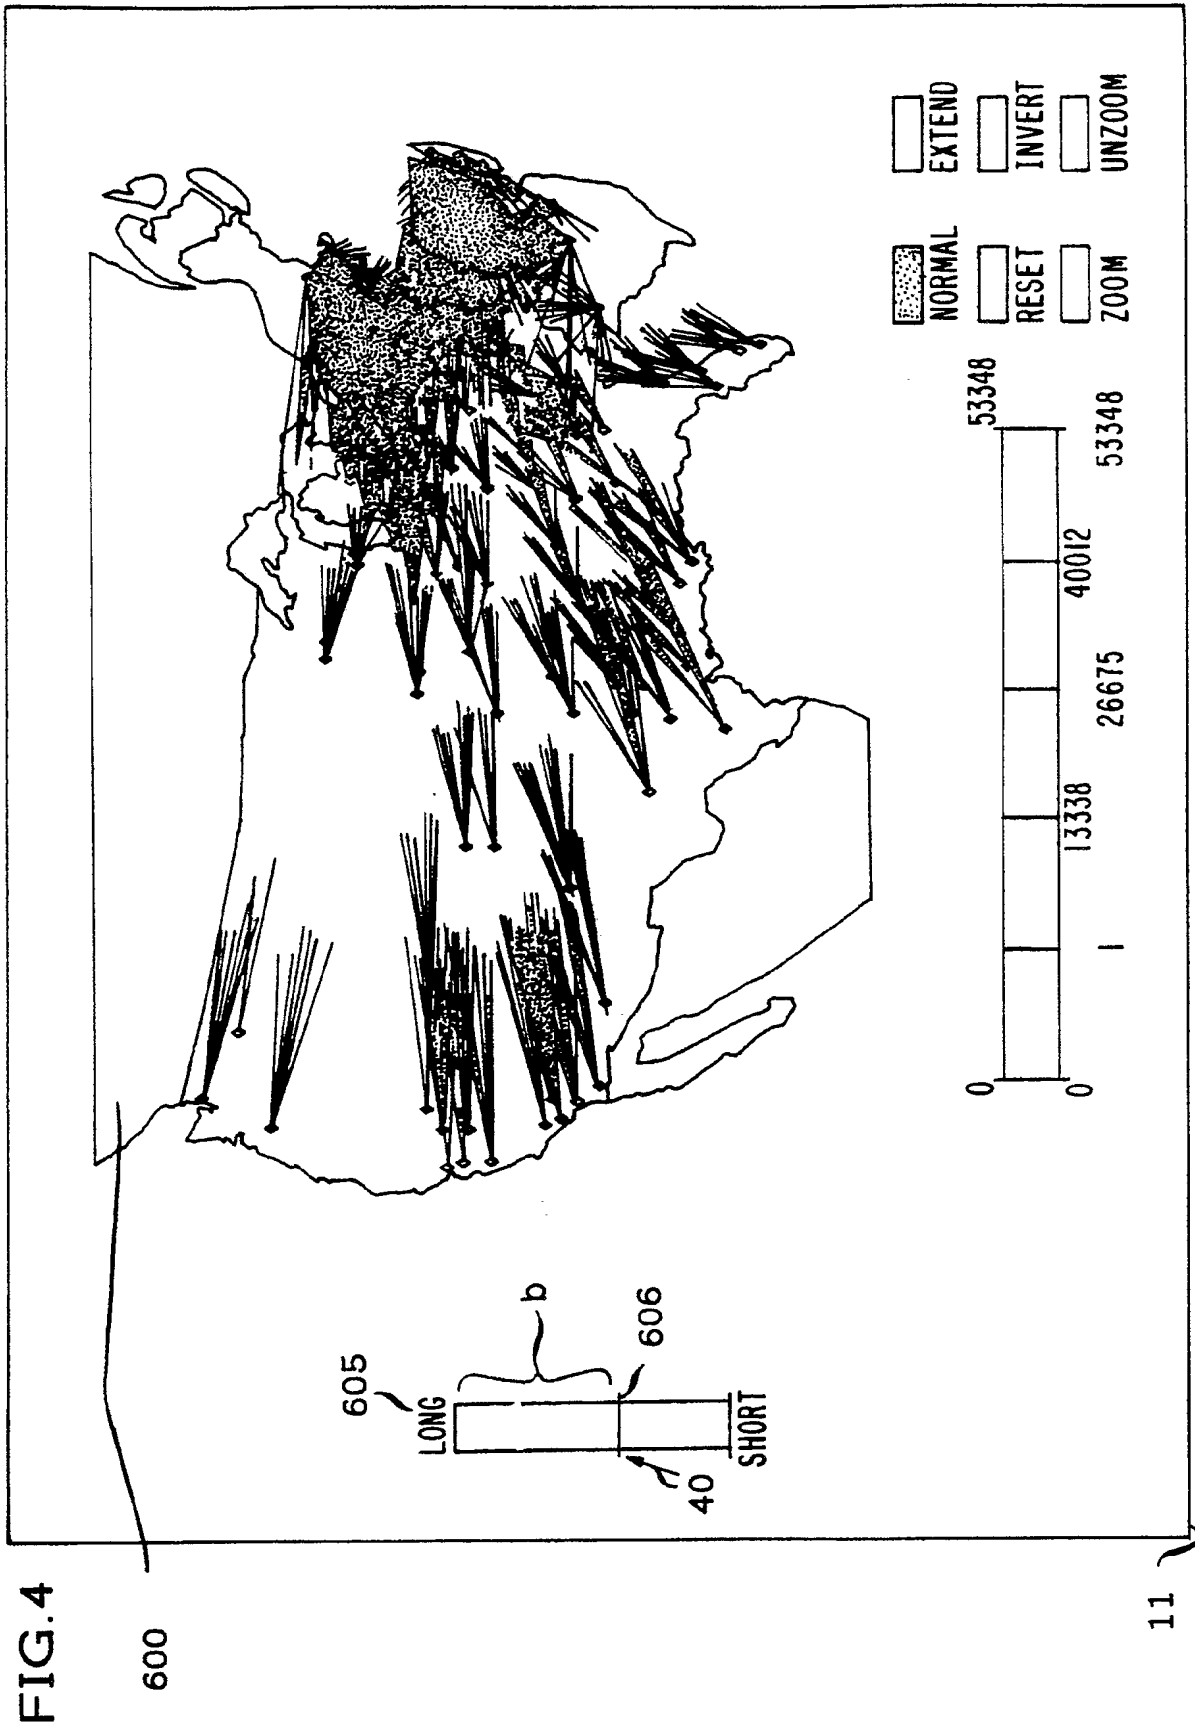 FIG. 4
600
11
605
LONG
b
606
40
SHORT
NORMAL
EXTEND
RESET
INVERT
ZOOM
UNZOOM
0
53348
0
1
13338
26675
40012
53348